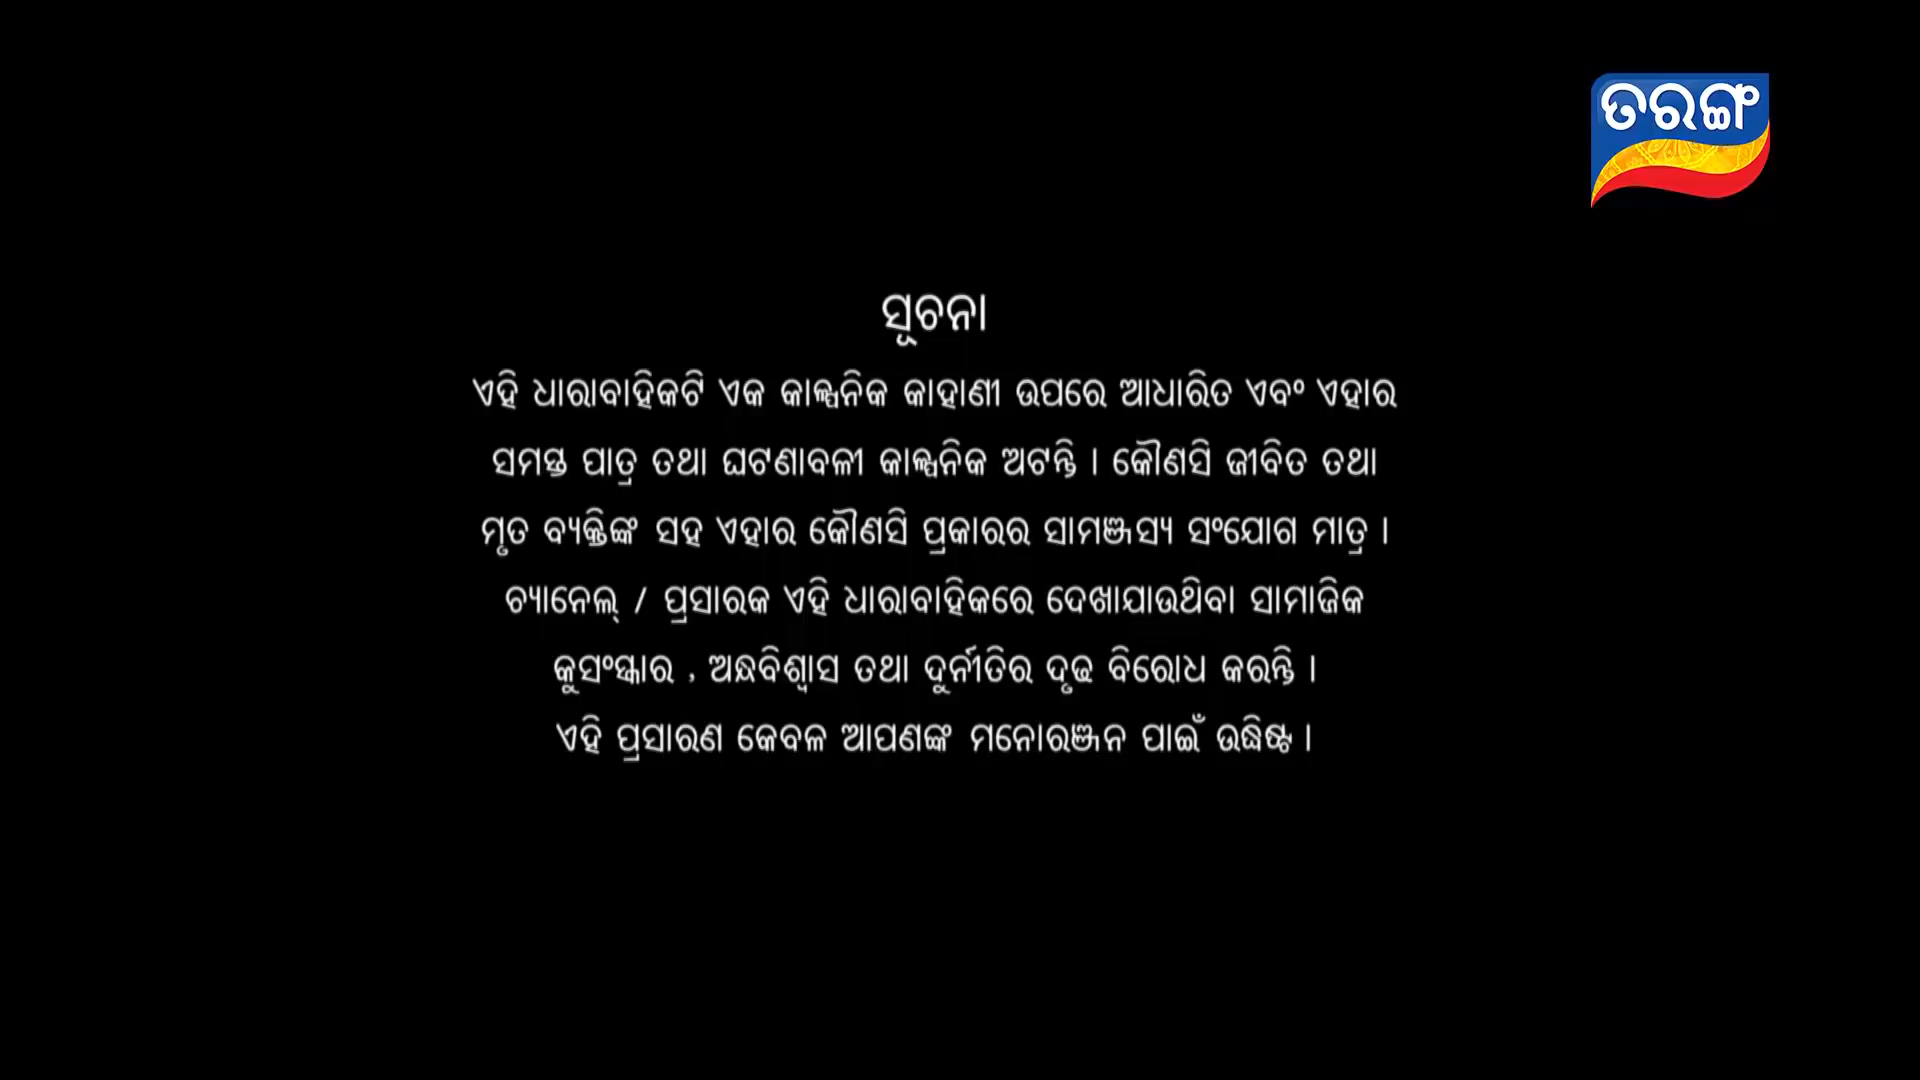 ତରଙ୍ଗ
ସୂଚନା
ଏହି ଧାରାବାହିକଟି ଏକ କାଳ୍ପନିକ କାହାଣୀ ଉପରେ ଆଧାରିତ ଏବଂ ଏହାର
ସମସ୍ତ ପାତ୍ର ତଥା ଘଟଣାବଳୀ କାଳ୍ପନିକ ଅଟନ୍ତି । କୌଣସି ଜୀବିତ ତଥା
ମୃତ ବ୍ୟକ୍ତିଙ୍କ ସହ ଏହାର କୌଣସି ପ୍ରକାରର ସାମଞ୍ଜସ୍ୟ ସଂଯୋଗ ମାତ୍ର ।
ଚ୍ୟାନେଲ୍ / ପ୍ରସାରକ ଏହି ଧାରାବାହିକରେ ଦେଖାଯାଉଥିବା ସାମାଜିକ
କୁସଂସ୍କାର , ଅନ୍ଧବିଶ୍ୱାସ ତଥା ଦୁର୍ନୀତିର ଦୃଢ ବିରୋଧ କରନ୍ତି ।
ଏହି ପ୍ରସାରଣ କେବଳ ଆପଣଙ୍କ ମନୋରଞ୍ଜନ ପାଇଁ ଉଦ୍ଧିଷ୍ଟ ।